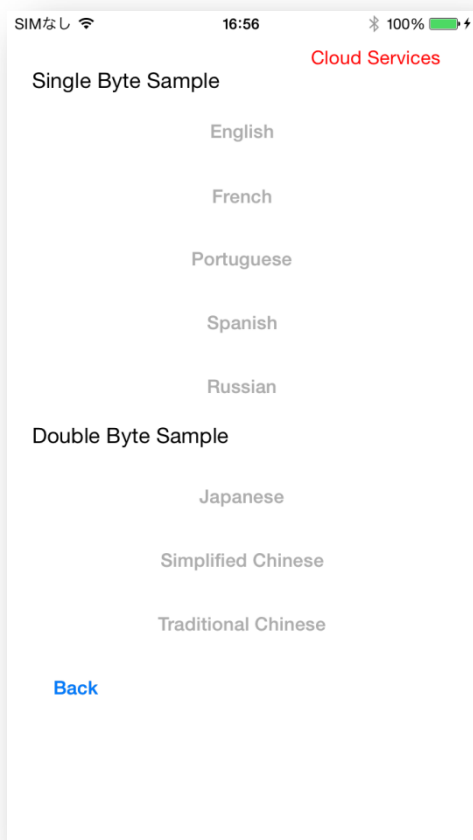 SIMなし 16:56 100%
Cloud Services
Single Byte Sample
English
French
Portuguese
Spanish
Russian
Double Byte Sample
Japanese
Simplified Chinese
Traditional Chinese
Back